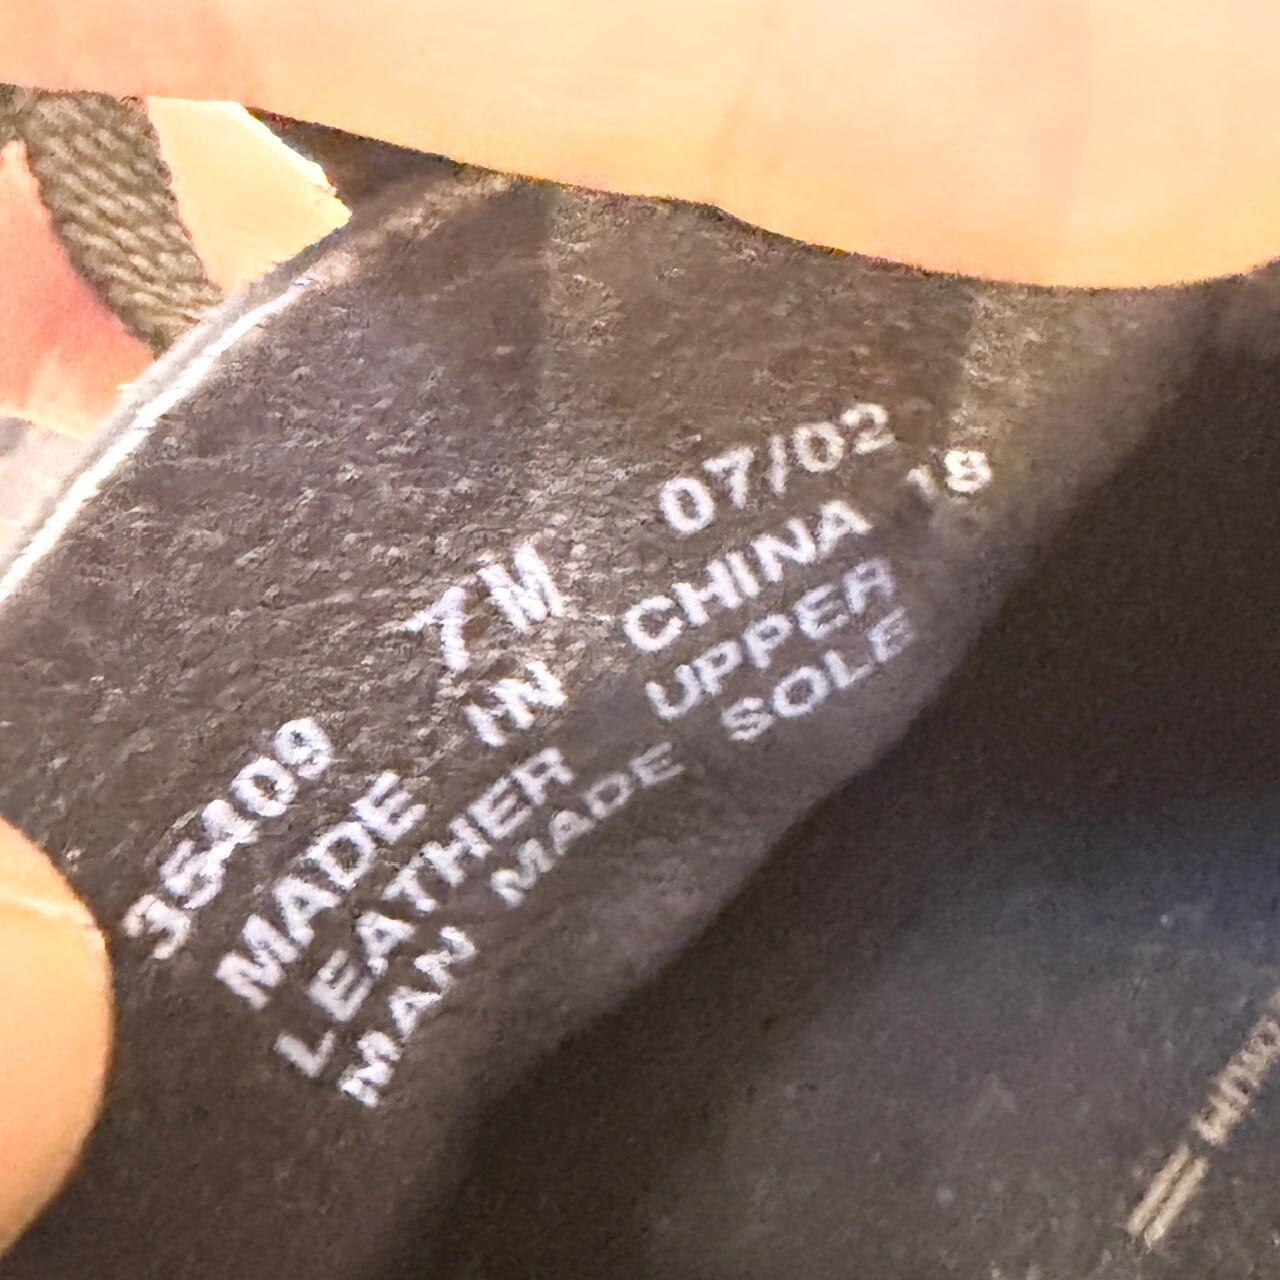 35409 7M 07/02
MADE IN CHINA 18
LEATHER UPPER
MAN MADE SOLE